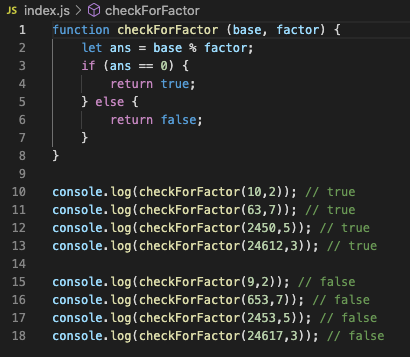 JS index.js > checkForFactor
1 function checkForFactor (base, factor) {
2     let ans = base % factor;
3     if (ans == 0) {
4         return true;
5     } else {
6         return false;
7     }
8 }
9
10 console.log(checkForFactor(10,2)); // true
11 console.log(checkForFactor(63,7)); // true
12 console.log(checkForFactor(2450,5)); // true
13 console.log(checkForFactor(24612,3)); // true
14
15 console.log(checkForFactor(9,2)); // false
16 console.log(checkForFactor(653,7)); // false
17 console.log(checkForFactor(2453,5)); // false
18 console.log(checkForFactor(24617,3)); // false